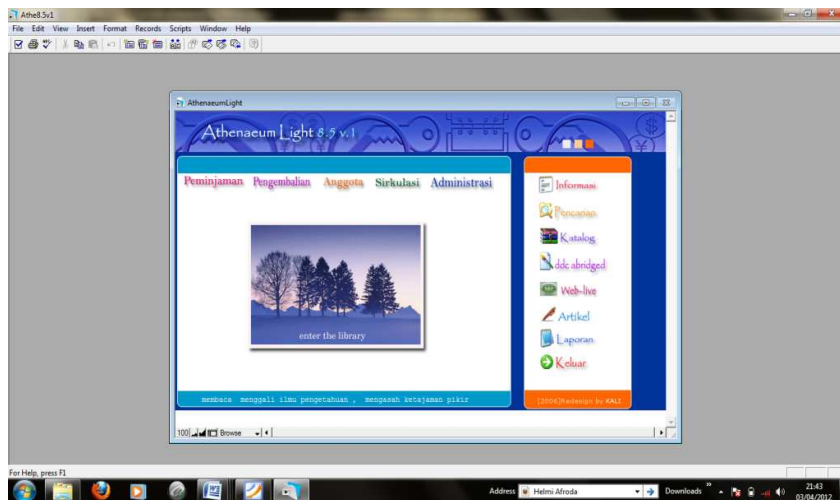 Athe8.5v1
File Edit View Insert Format Records Scripts Window Help
AthenaeumLight
Athenaeum Light 8.5 v.1
Peminjaman Pengembalian Anggota Sirkulasi Administrasi
Informasi
Pencarian
Katalog
ddc abridged
Web-live
Artikel
Laporan
Keluar
enter the library
membaca menggali ilmu pengetahuan , mengasah ketajaman pikir
[2006]Redesign by KALI
100 Browse
For Help, press F1
Address Helmi Afroda Downloads » 21:43
03/04/2012